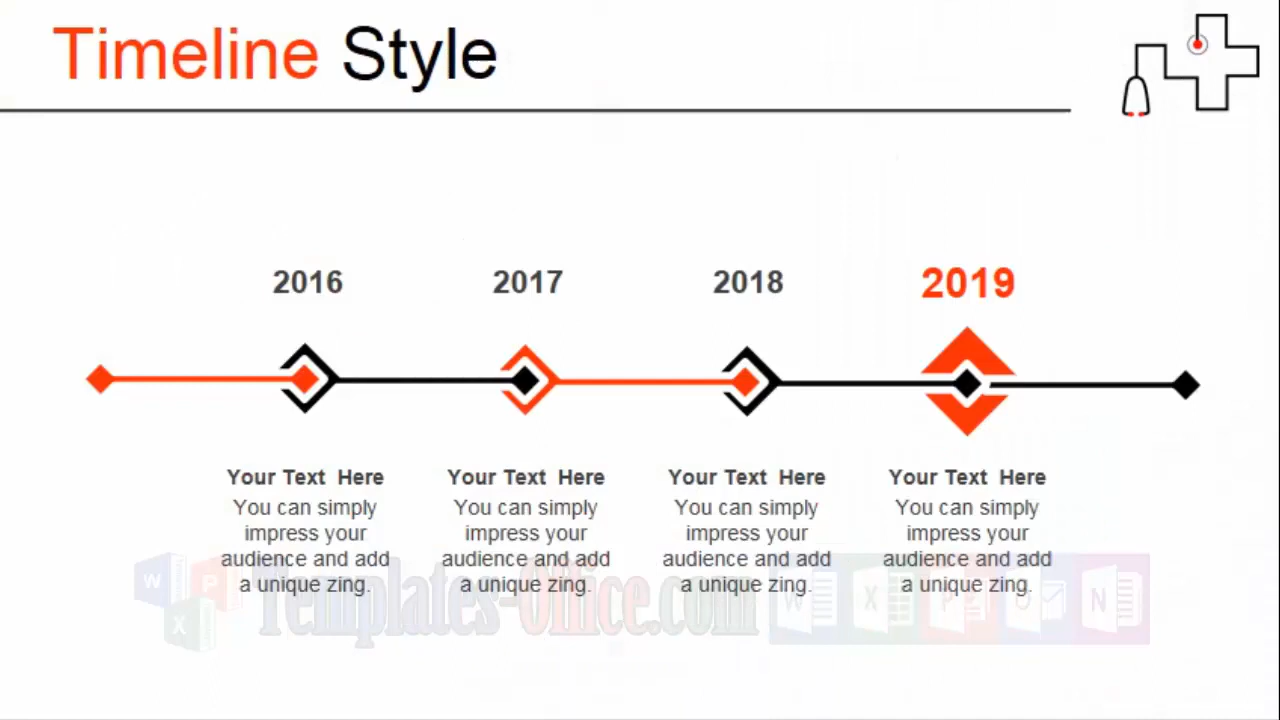 Timeline Style
2016 2017 2018 2019
Your Text Here Your Text Here Your Text Here Your Text Here
You can simply You can simply You can simply You can simply
impress your impress your impress your impress your
audience and add audience and add audience and add audience and add
a unique zing. a unique zing. a unique zing. a unique zing.
W P X Templates-Office.com W X P O N